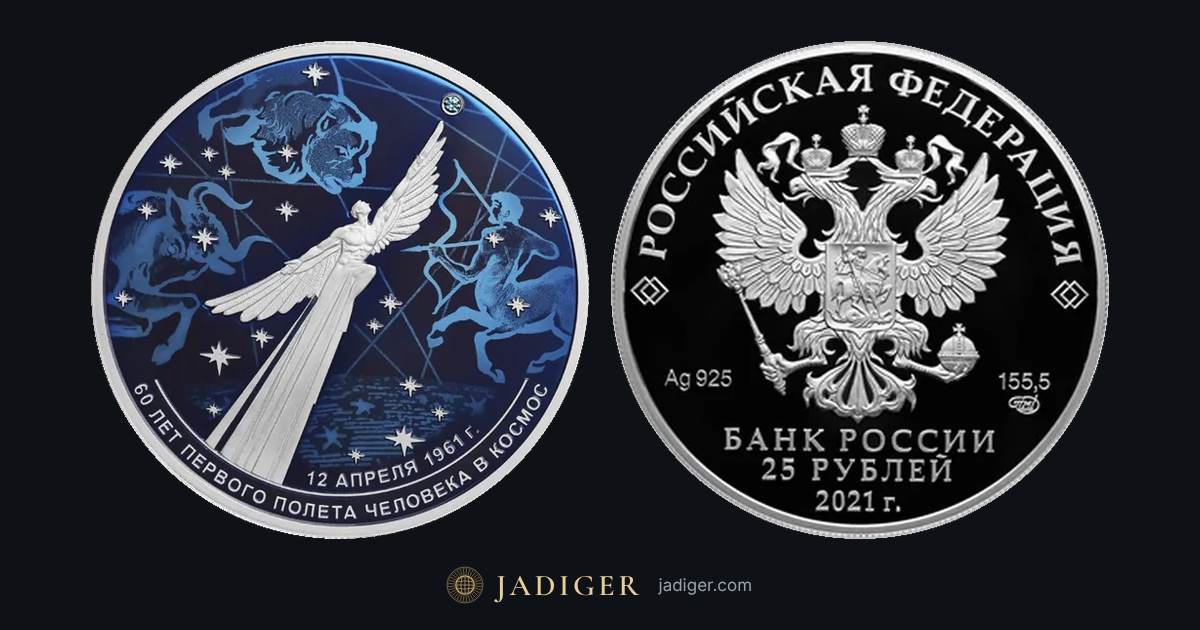 12 АПРЕЛЯ 1961 г.
60 ЛЕТ ПЕРВОГО ПОЛЕТА ЧЕЛОВЕКА В КОСМОС
РОССИЙСКАЯ ФЕДЕРАЦИЯ
Ag 925
155,5
БАНК РОССИИ
25 РУБЛЕЙ
2021 г.
JADIGER
jadiger.com